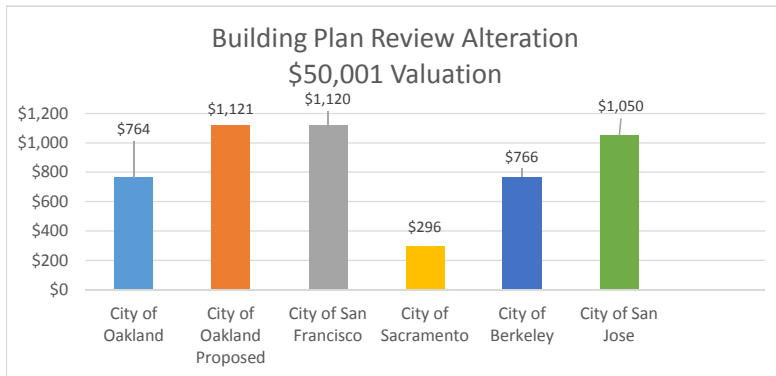 Building Plan Review Alteration
$50,001 Valuation
$1,200
$1,000
$800
$600
$400
$200
$0
$764
$1,121
$1,120
$296
$766
$1,050
City of
Oakland
City of
Oakland
Proposed
City of San
Francisco
City of
Sacramento
City of
Berkeley
City of San
Jose